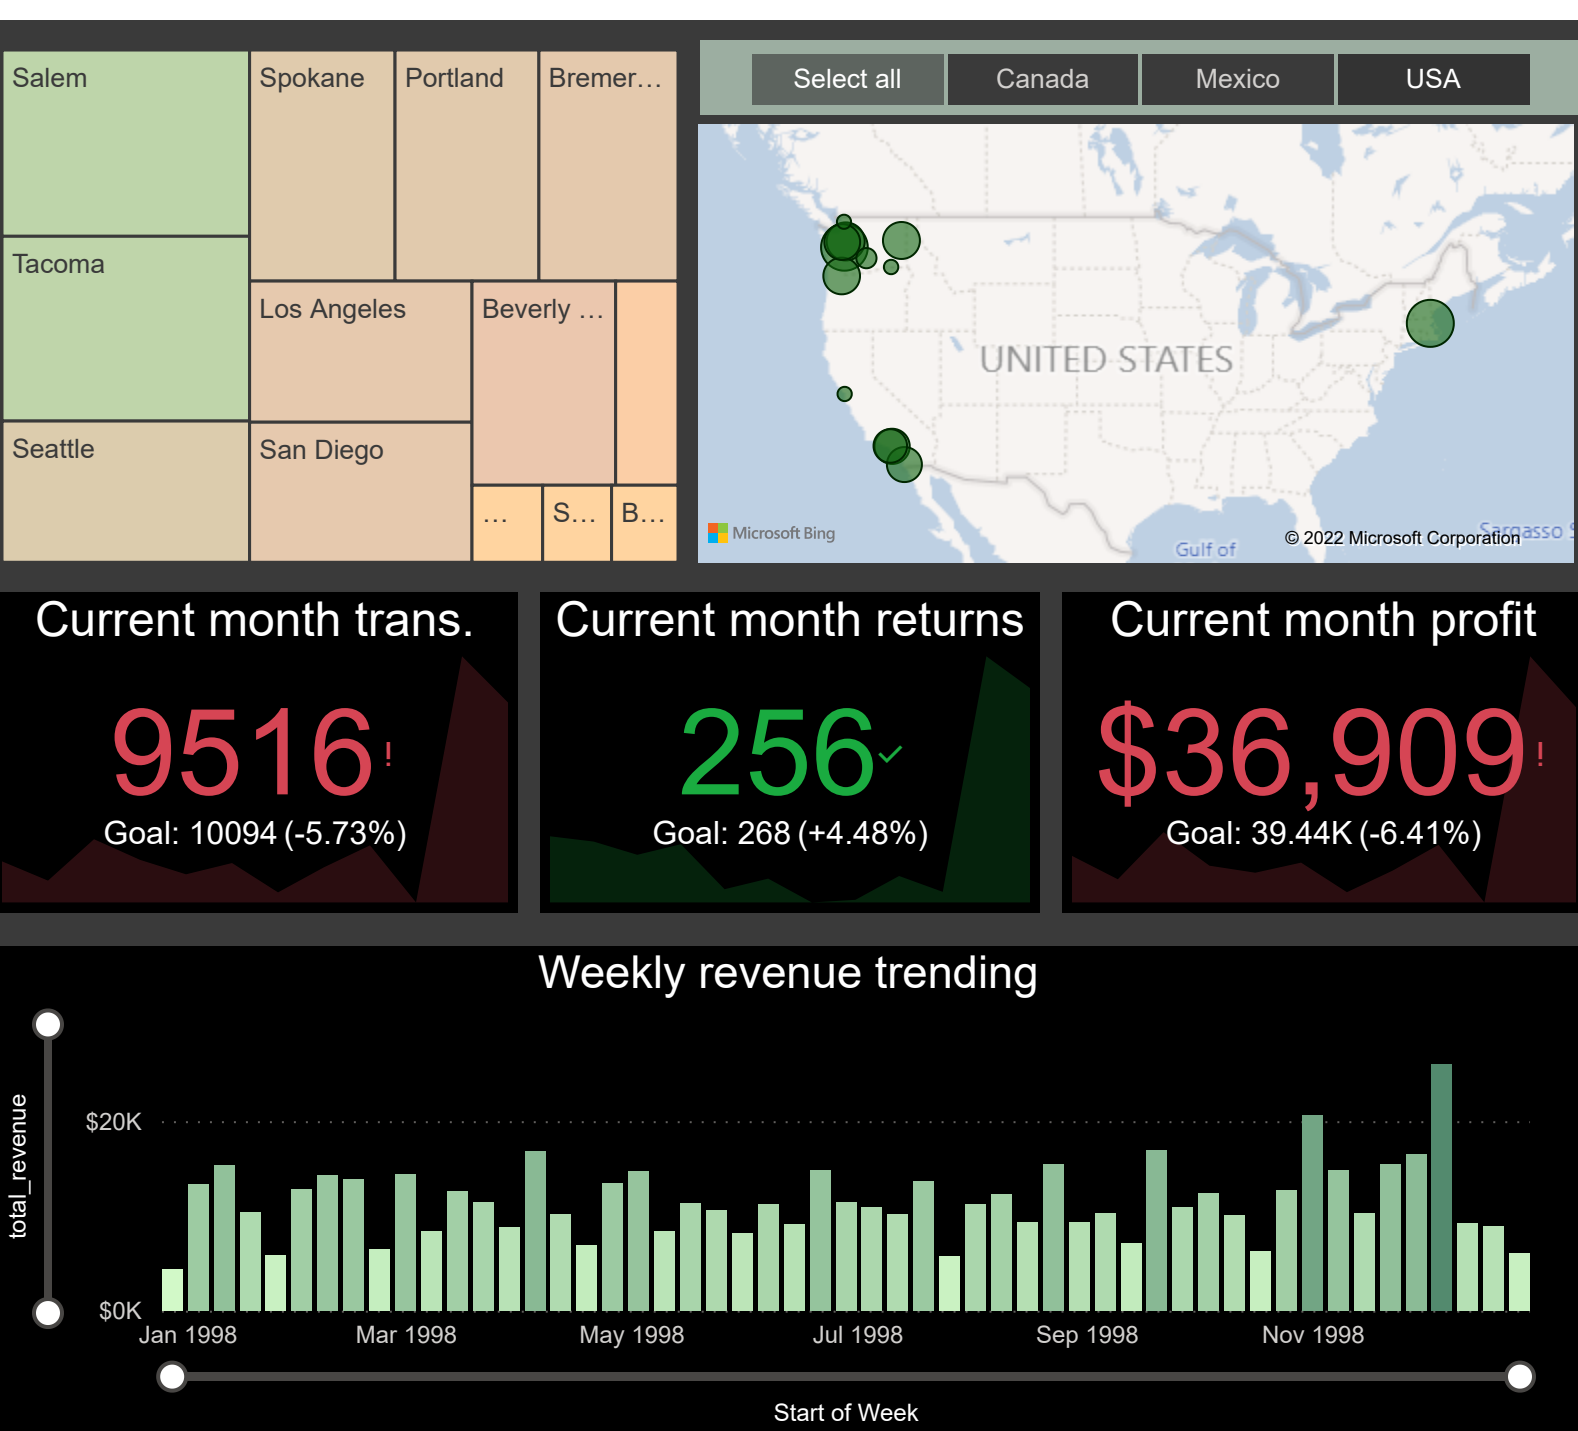 Salem
Spokane
Portland
Bremer…
Tacoma
Los Angeles
Beverly …
Seattle
San Diego
…
S…
B…
Select all
Canada
Mexico
USA
UNITED STATES
Microsoft Bing
Gulf of
Sargasso S
© 2022 Microsoft Corporation
Current month trans.
9516!
Goal: 10094 (-5.73%)
Current month returns
256
Goal: 268 (+4.48%)
Current month profit
$36,909!
Goal: 39.44K (-6.41%)
Weekly revenue trending
total_revenue
$20K
$0K
Jan 1998
Mar 1998
May 1998
Jul 1998
Sep 1998
Nov 1998
Start of Week